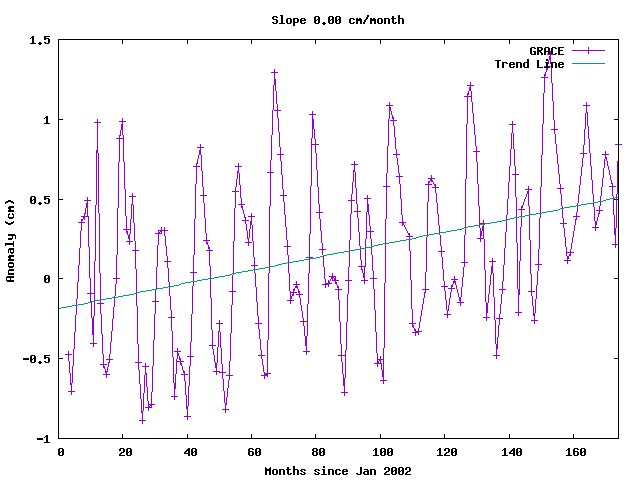 Slope 0.00 cm/month
1.5
GRACE
Trend Line
1
0.5
Anomaly (cm)
0
-0.5
-1
0 20 40 60 80 100 120 140 160
Months since Jan 2002